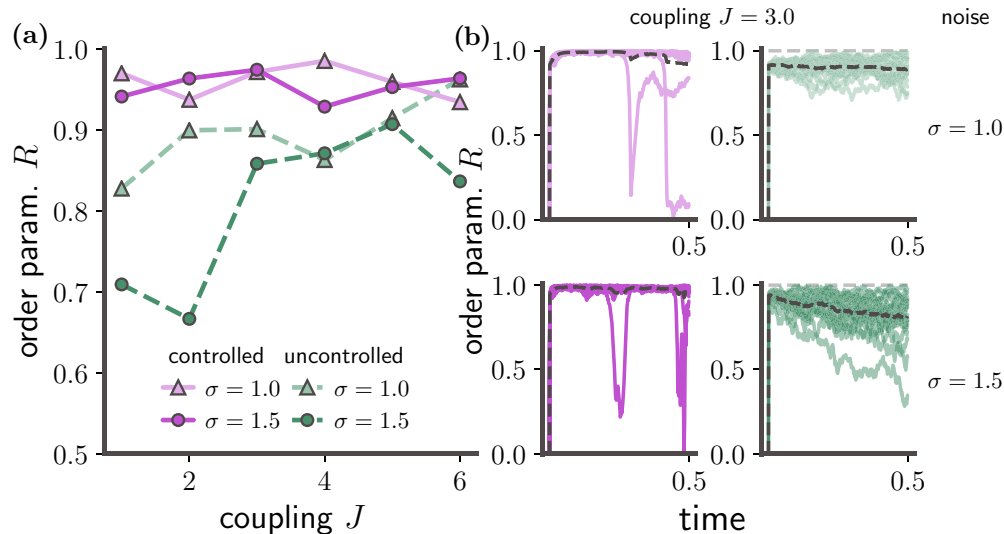 (a)
order param. R
1.0
0.9
0.8
0.7
0.6
0.5
2
4
6
coupling J
controlled uncontrolled
σ = 1.0 σ = 1.0
σ = 1.5 σ = 1.5
(b)
coupling J = 3.0
noise
order param. R
1.0
0.5
0.0
0.5
1.0
0.5
0.0
0.5
σ = 1.0
order param. R
1.0
0.5
0.0
0.5
1.0
0.5
0.0
0.5
σ = 1.5
time